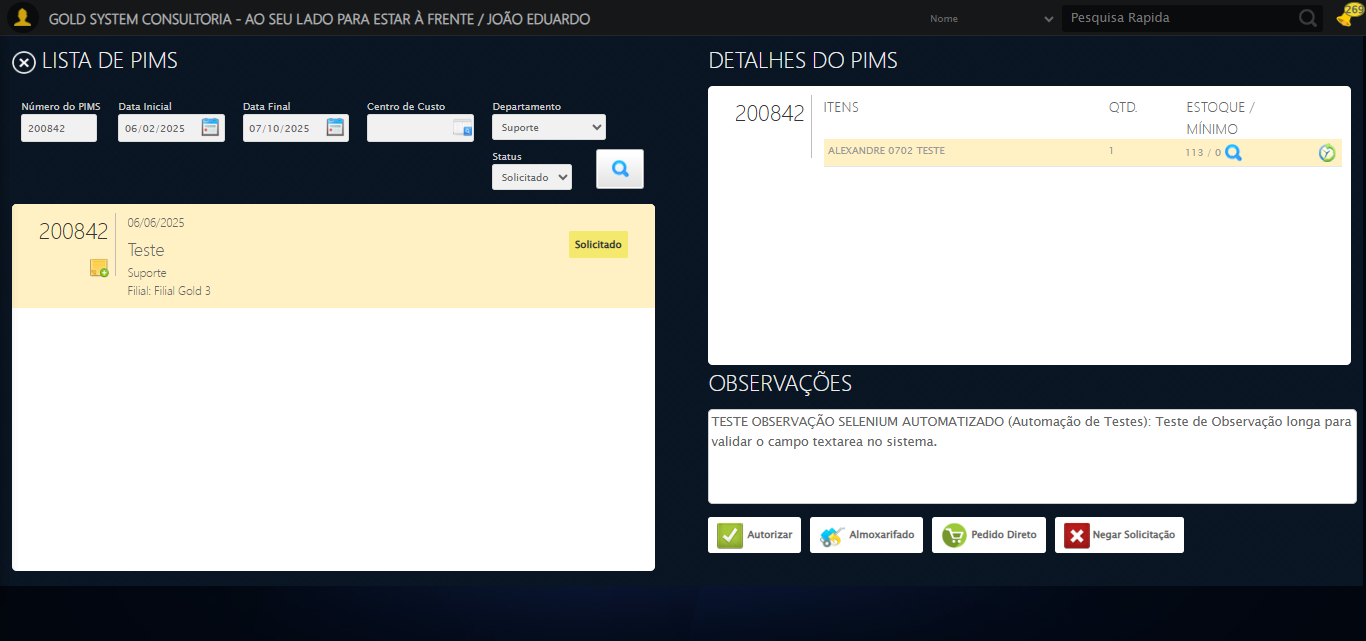 GOLD SYSTEM CONSULTORIA - AO SEU LADO PARA ESTAR À FRENTE / JOÃO EDUARDO
Nome
Pesquisa Rapida
269
LISTA DE PIMS
Número do PIMS
Data Inicial
Data Final
Centro de Custo
Departamento
200842
06/02/2025
07/10/2025
Suporte
Status
Solicitado
200842
06/06/2025
Teste
Suporte
Filial: Filial Gold 3
Solicitado
DETALHES DO PIMS
200842
ITENS
QTD.
ESTOQUE /
MÍNIMO
ALEXANDRE 0702 TESTE
1
113 / 0
OBSERVAÇÕES
TESTE OBSERVAÇÃO SELENIUM AUTOMATIZADO (Automação de Testes): Teste de Observação longa para
validar o campo textarea no sistema.
Autorizar
Almoxarifado
Pedido Direto
Negar Solicitação